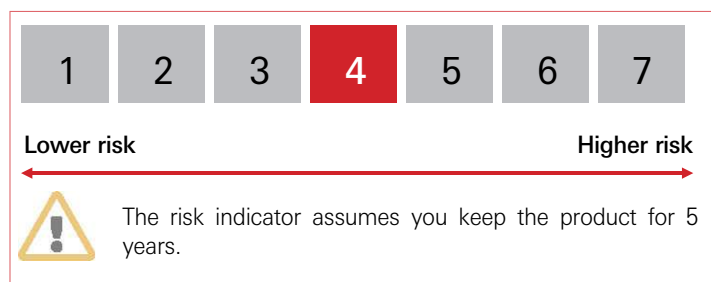 1 2 3 4 5 6 7
Lower risk Higher risk
The risk indicator assumes you keep the product for 5
years.